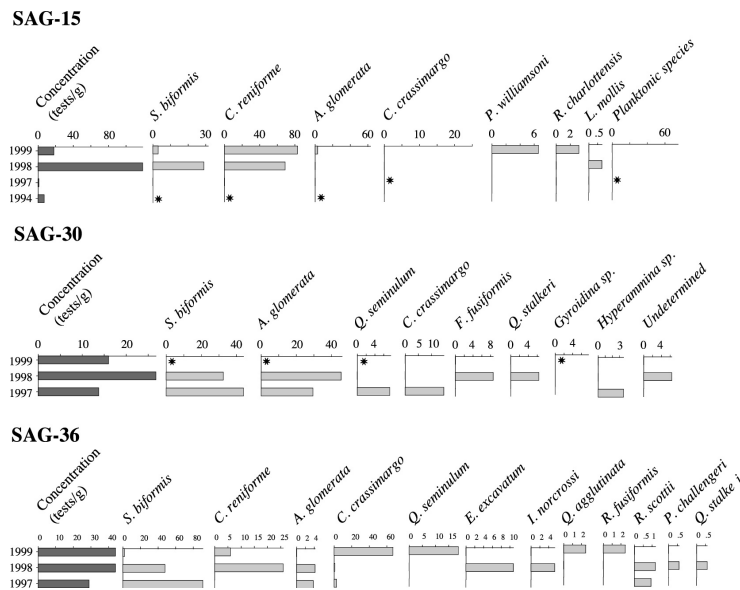 SAG-15
Concentration (tests/g)
S. biformis
C. reniforme
A. glomerata
C. crassimargo
P. williamsoni
R. charlottensis
L. mollis
Planktonic species
0 40 80
0 30
0 40 80
0 60
0 20
0 6
0 2
0 .5
0 60
1999
1998
1997
1994
SAG-30
Concentration (tests/g)
S. biformis
A. glomerata
Q. seminulum
C. crassimargo
F. fusiformis
Q. stalkeri
Gyroidina sp.
Hyperammina sp.
Undetermined
0 10 20
0 20 40
0 20 40
0 4 8
0 5 10
0 4 8
0 4
0 4
0 3
0 4
1999
1998
1997
SAG-36
Concentration (tests/g)
S. biformis
C. reniforme
A. glomerata
C. crassimargo
Q. seminulum
E. excavatum
I. norcrossi
Q. agglutinata
R. fusiformis
R. scottii
P. challengeri
Q. stalke i
0 10 20 30 40
0 20 40 60 80
0 5 10 15 20 25
0 2 4
0 20 40 60
0 5 10 15
0 2 4 6 8 10
0 2 4
0 1 2
0 1 2
0 .5 1
0 .5 1
0 .5 1
1999
1998
1997